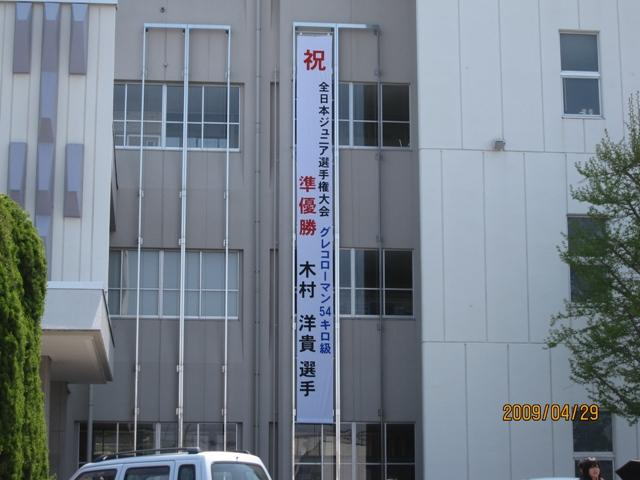 祝
全日本ジュニア選手権大会 グレコローマン54キロ級
準優勝 木村 洋貴 選手
2009/04/29